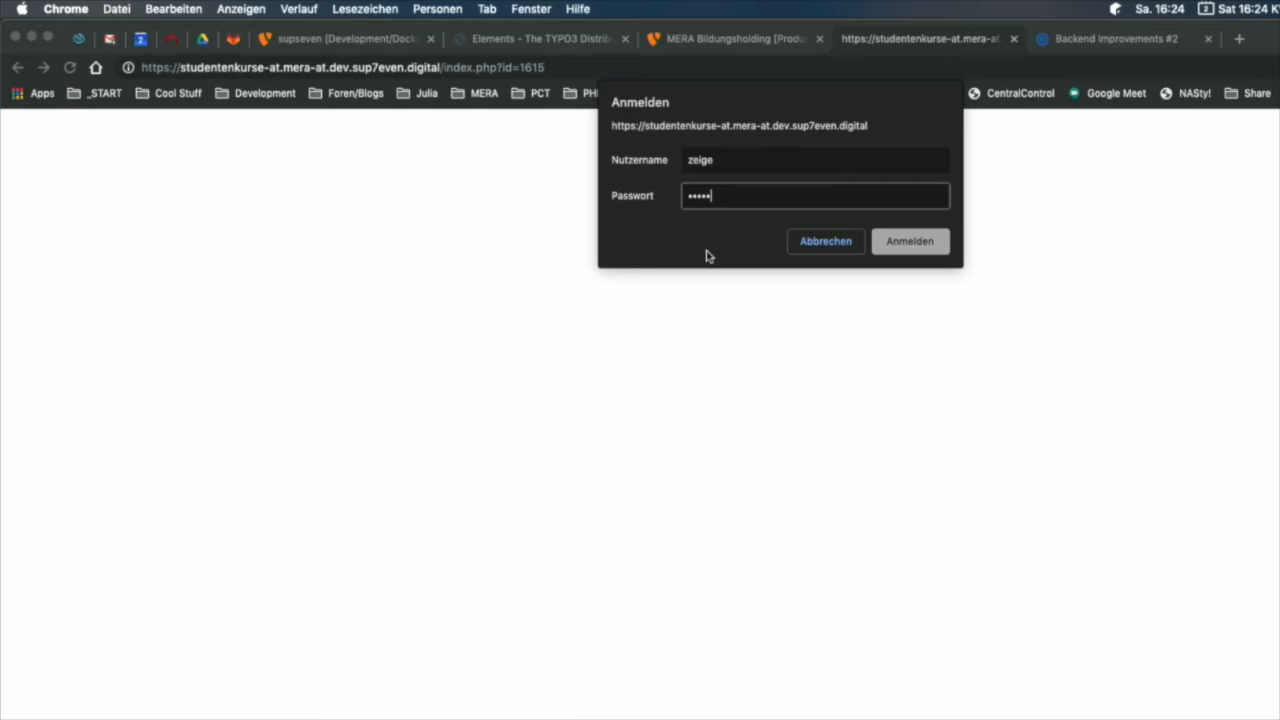 Chrome Datei Bearbeiten Anzeigen Verlauf Lesezeichen Personen Tab Fenster Hilfe Sa. 16:24 2 Sat 16:24
2 supseven [Development/Dock Elements - The TYPO3 Distrib MERA Bildungsholding [Produ https://studentenkurse-at.mera-at Backend Improvements #2
https://studentenkurse-at.mera-at.dev.sup7even.digital/index.php?id=1615
Apps _START Cool Stuff Development Foren/Blogs Julia MERA PCT CentralControl Google Meet NASty! Share
Anmelden
https://studentenkurse-at.mera-at.dev.sup7even.digital
Nutzername zeige
Passwort •••••
Abbrechen Anmelden